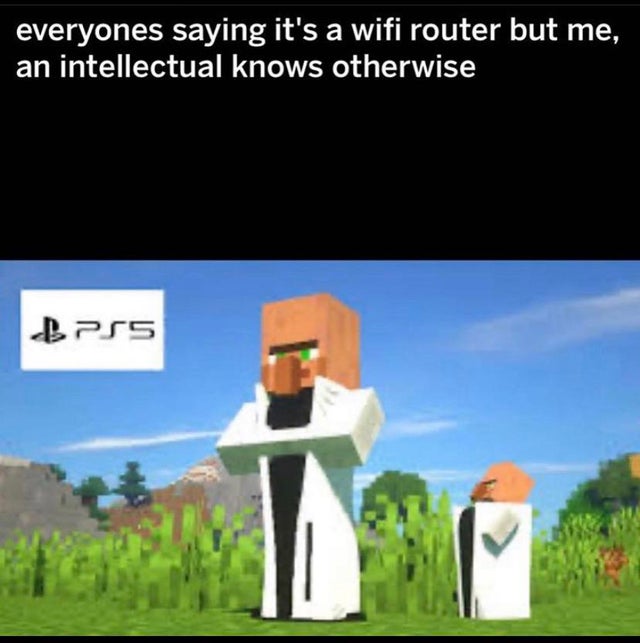 everyones saying it's a wifi router but me,
an intellectual knows otherwise
PS5